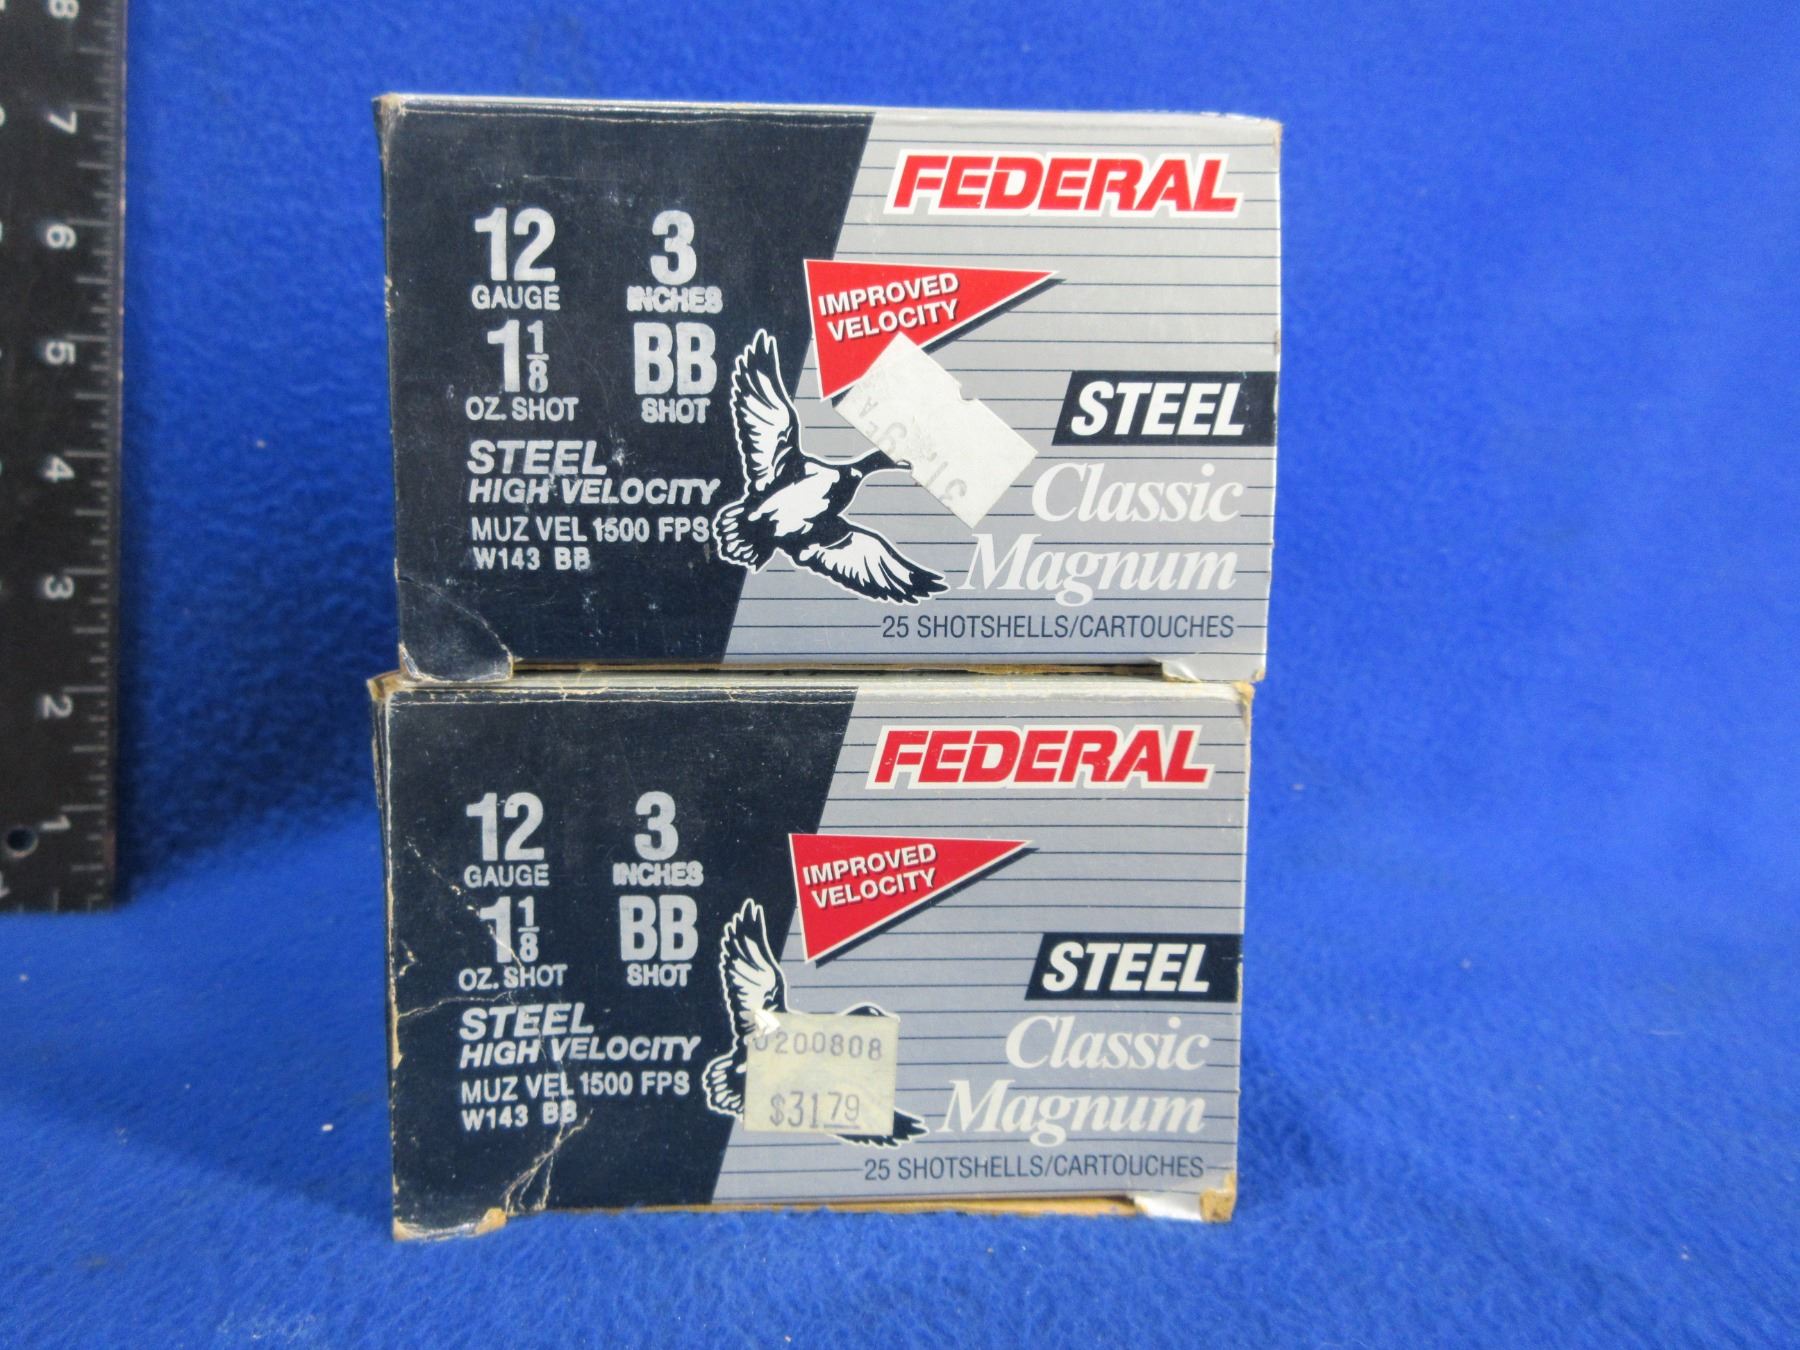 8
7
6
5
4
3
2
1
FEDERAL
12 3
GAUGE INCHES
1 1/8 BB
OZ. SHOT SHOT
STEEL
HIGH VELOCITY
MUZ VEL 1500 FPS
W143 BB
IMPROVED
VELOCITY
STEEL
Classic
Magnum
25 SHOTSHELLS/CARTOUCHES
FEDERAL
12 3
GAUGE INCHES
1 1/8 BB
OZ. SHOT SHOT
STEEL
HIGH VELOCITY
MUZ VEL 1500 FPS
W143 BB
IMPROVED
VELOCITY
STEEL
Classic
Magnum
0200808
$31.79
25 SHOTSHELLS/CARTOUCHES